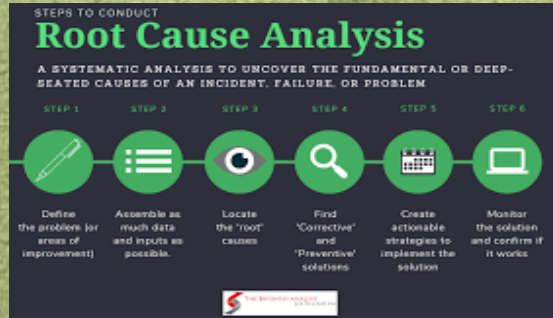 STEPS TO CONDUCT
Root Cause Analysis
A SYSTEMATIC ANALYSIS TO UNCOVER THE FUNDAMENTAL OR DEEP-
SEATED CAUSES OF AN INCIDENT, FAILURE, OR PROBLEM
STEP 1
STEP 2
STEP 3
STEP 4
STEP 5
STEP 6
Define
the problem (or
areas of
improvement)
Assemble as
much data
and inputs as
possible.
Locate
the "root"
causes
Find
"Corrective"
and
"Preventive"
solutions
Create
actionable
strategies to
implement the
solution
Monitor
the solution
and confirm if
it works
THE BUSINESS ANALYST